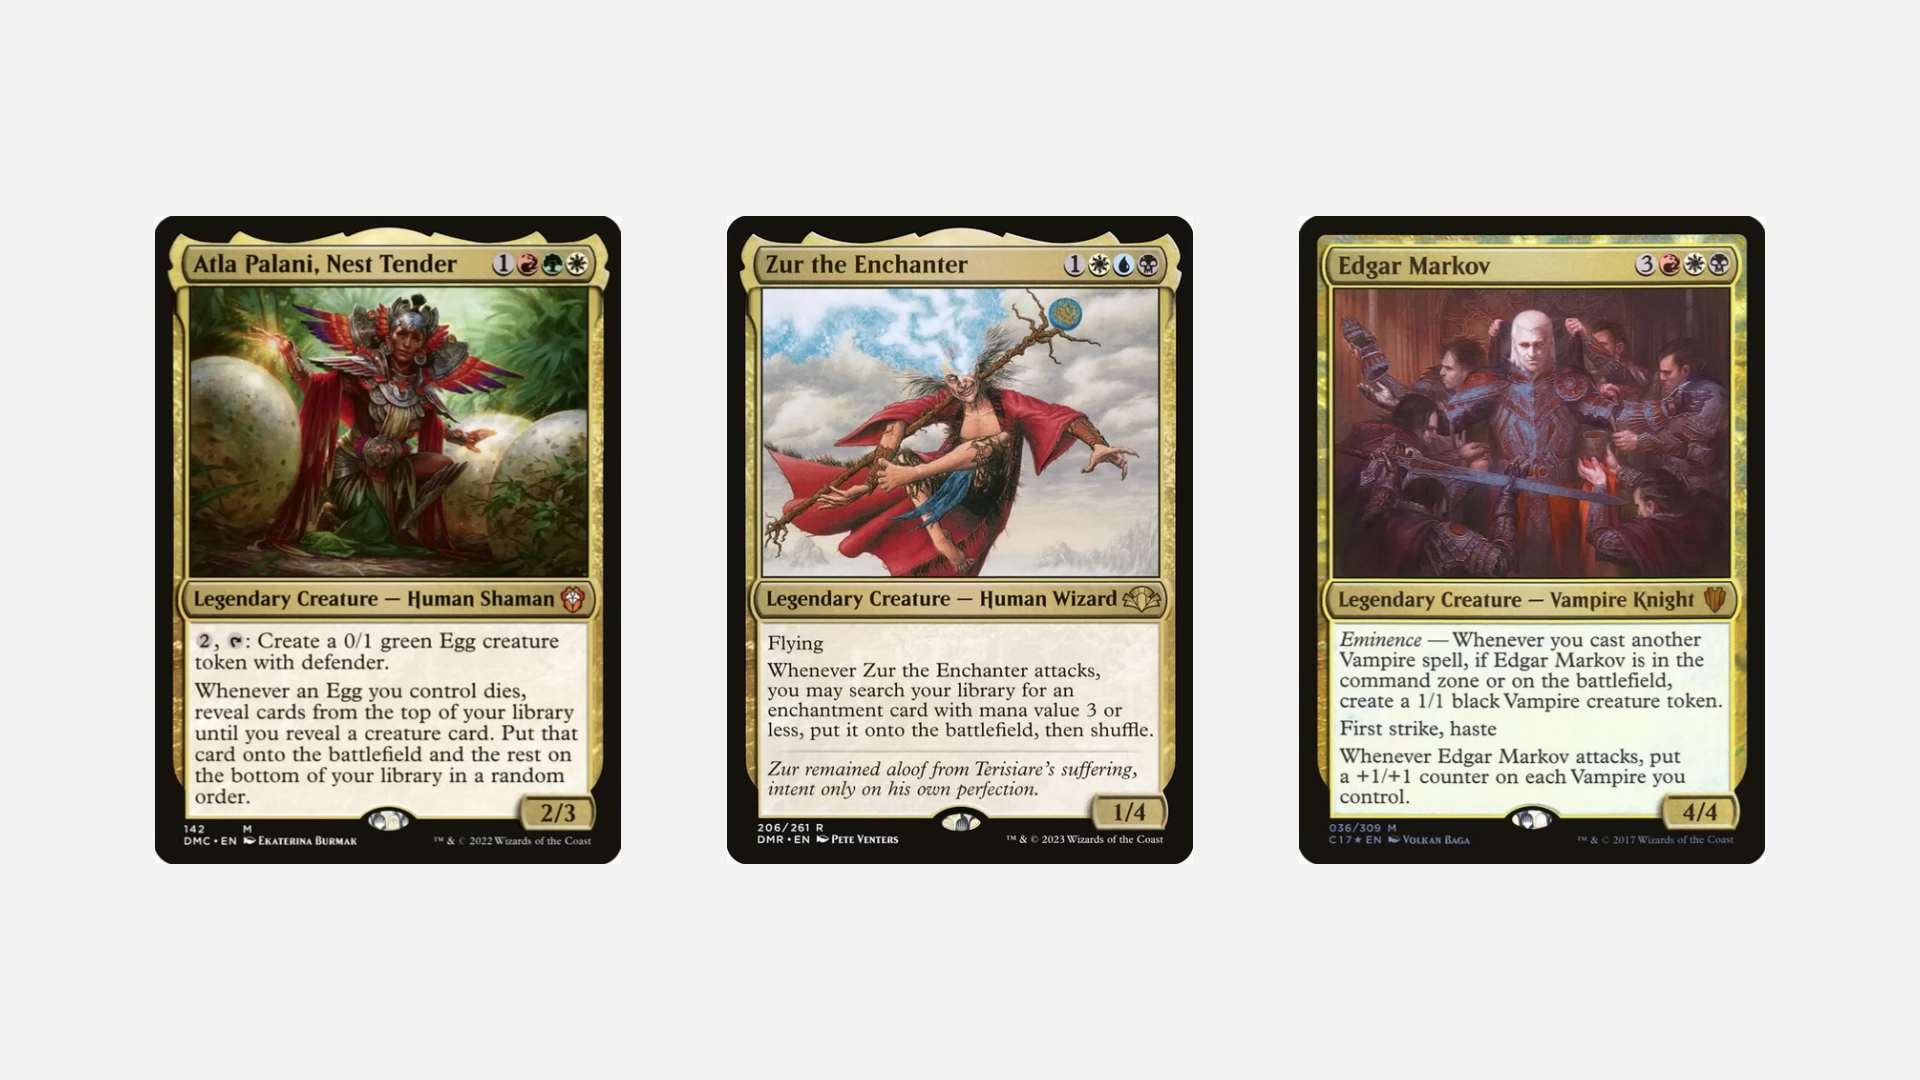 Atla Palani, Nest Tender 1
Legendary Creature — Human Shaman
2, : Create a 0/1 green Egg creature
token with defender.
Whenever an Egg you control dies,
reveal cards from the top of your library
until you reveal a creature card. Put that
card onto the battlefield and the rest on
the bottom of your library in a random
order.
2/3
142 M
DMC • EN EKATERINA BURMAK ™ & © 2022 Wizards of the Coast
Zur the Enchanter 1
Legendary Creature — Human Wizard
Flying
Whenever Zur the Enchanter attacks,
you may search your library for an
enchantment card with mana value 3 or
less, put it onto the battlefield, then shuffle.
Zur remained aloof from Terisiare's suffering,
intent only on his own perfection.
1/4
206/261 R
DMR • EN PETE VENTERS ™ & © 2023 Wizards of the Coast
Edgar Markov 3
Legendary Creature — Vampire Knight
Eminence — Whenever you cast another
Vampire spell, if Edgar Markov is in the
command zone or on the battlefield,
create a 1/1 black Vampire creature token.
First strike, haste
Whenever Edgar Markov attacks, put
a +1/+1 counter on each Vampire you
control.
4/4
036/309 M
C17★EN VOLKAN BAGA ™ & © 2017 Wizards of the Coast